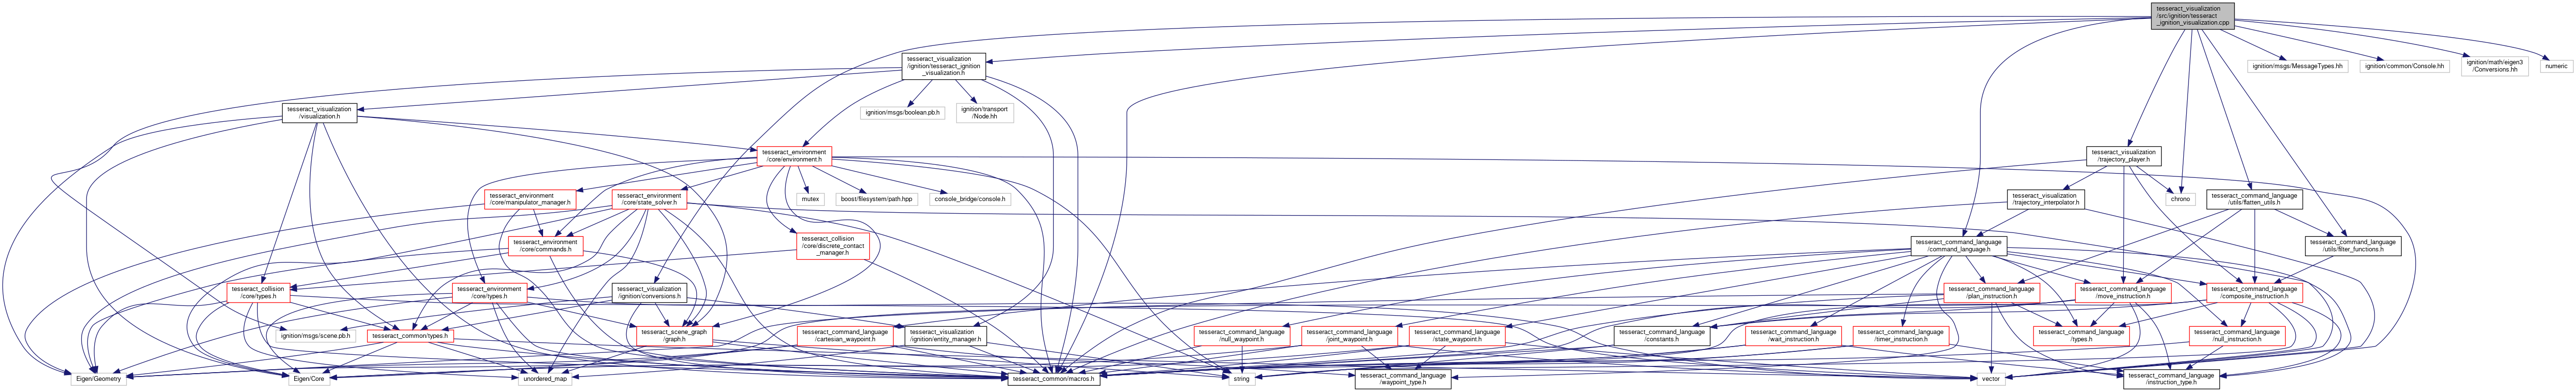 tesseract_visualization
/src/ignition/tesseract
_ignition_visualization.cpp
tesseract_visualization
/ignition/tesseract_ignition
_visualization.h
ignition/msgs/MessageTypes.hh
ignition/common/Console.hh
ignition/math/eigen3
/Conversions.hh
numeric
tesseract_visualization
/visualization.h
ignition/msgs/boolean.pb.h
ignition/transport
/Node.hh
tesseract_environment
/core/environment.h
tesseract_visualization
/trajectory_player.h
tesseract_environment
/core/manipulator_manager.h
tesseract_environment
/core/state_solver.h
mutex
boost/filesystem/path.hpp
console_bridge/console.h
tesseract_visualization
/trajectory_interpolator.h
chrono
tesseract_command_language
/utils/flatten_utils.h
tesseract_environment
/core/commands.h
tesseract_collision
/core/discrete_contact
_manager.h
tesseract_command_language
/command_language.h
tesseract_command_language
/utils/filter_functions.h
tesseract_collision
/core/types.h
tesseract_environment
/core/types.h
tesseract_visualization
/ignition/conversions.h
tesseract_command_language
/plan_instruction.h
tesseract_command_language
/move_instruction.h
tesseract_command_language
/composite_instruction.h
ignition/msgs/scene.pb.h
tesseract_common/types.h
tesseract_scene_graph
/graph.h
tesseract_command_language
/cartesian_waypoint.h
tesseract_visualization
/ignition/entity_manager.h
tesseract_command_language
/null_waypoint.h
tesseract_command_language
/joint_waypoint.h
tesseract_command_language
/state_waypoint.h
tesseract_command_language
/constants.h
tesseract_command_language
/wait_instruction.h
tesseract_command_language
/timer_instruction.h
tesseract_command_language
/types.h
tesseract_command_language
/null_instruction.h
Eigen/Geometry
Eigen/Core
unordered_map
tesseract_common/macros.h
string
tesseract_command_language
/waypoint_type.h
vector
tesseract_command_language
/instruction_type.h